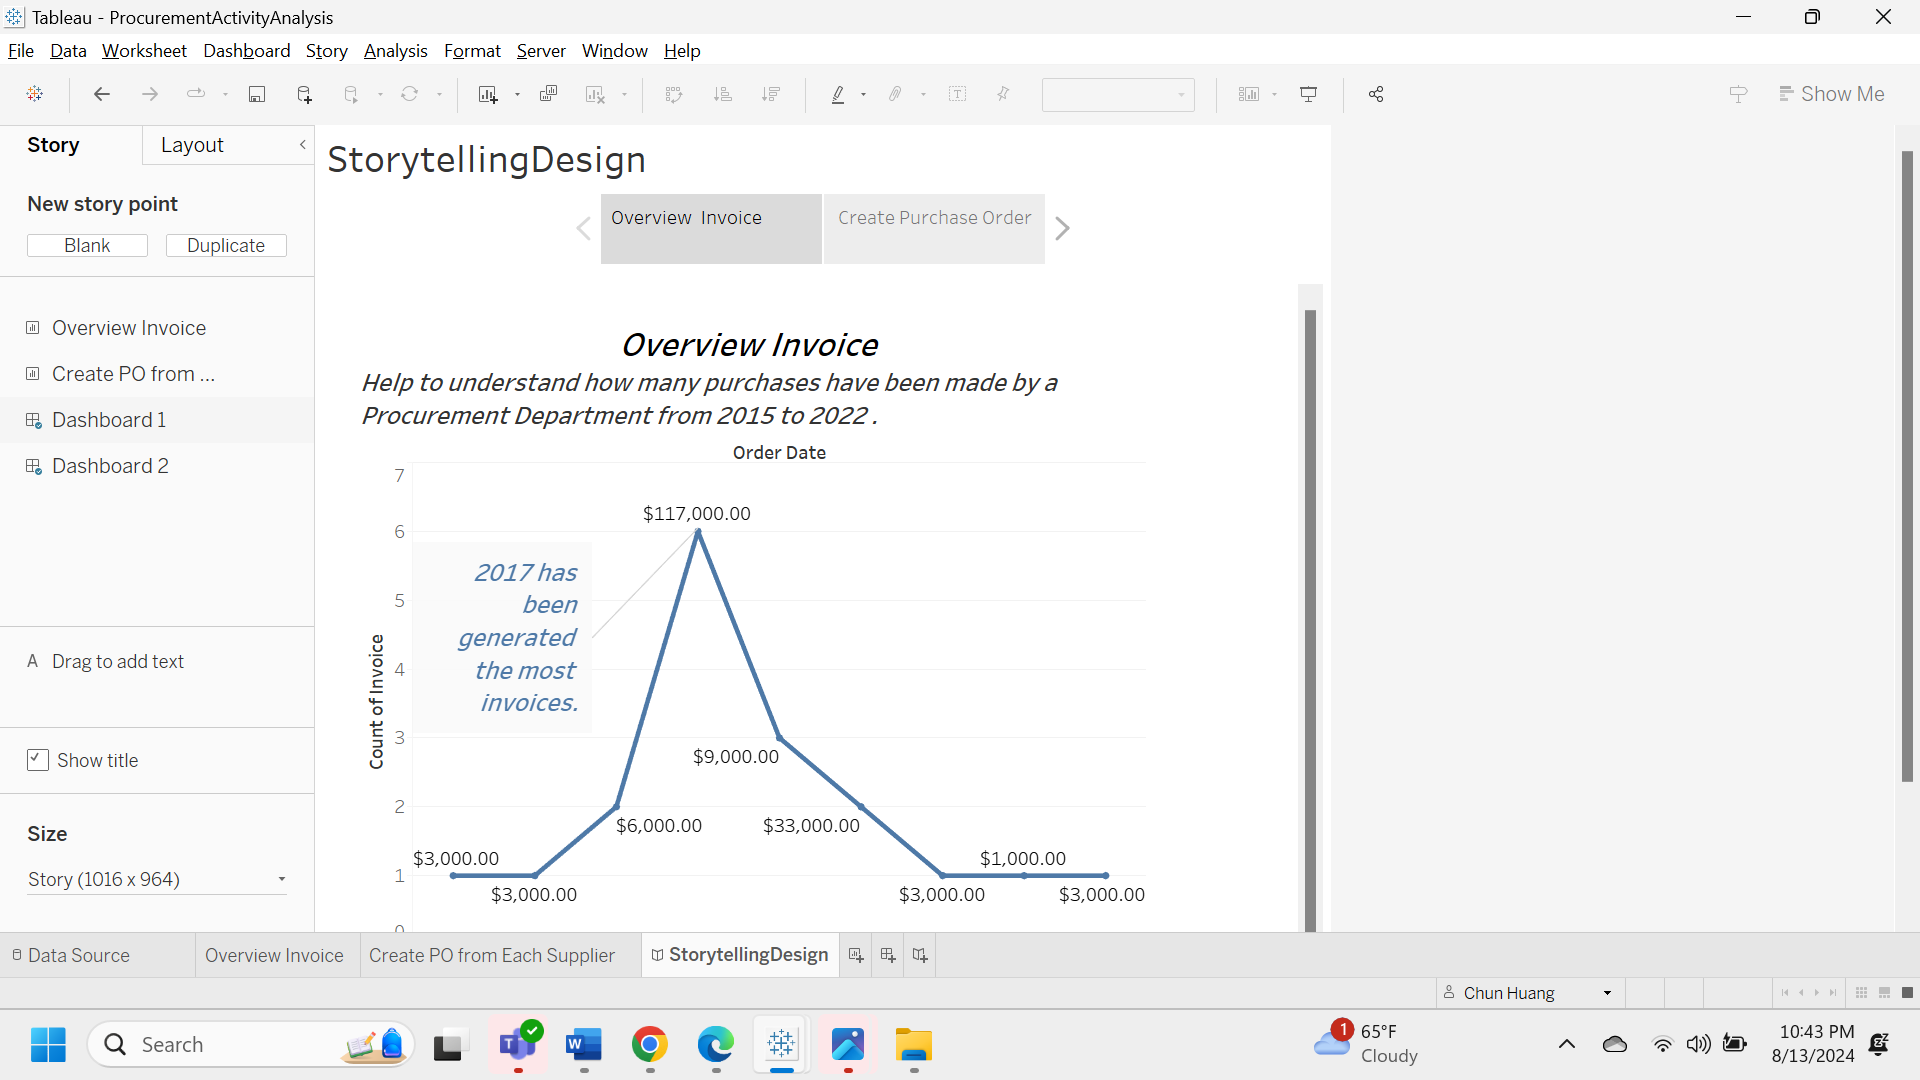 Tableau - ProcurementActivityAnalysis
File Data Worksheet Dashboard Story Analysis Format Server Window Help
Show Me
Story Layout
New story point
Blank Duplicate
Overview Invoice
Create PO from ...
Dashboard 1
Dashboard 2
A Drag to add text
Show title
Size
Story (1016 x 964)
StorytellingDesign
Overview  Invoice
Create Purchase Order
Overview Invoice
Help to understand how many purchases have been made by a
Procurement Department from 2015 to 2022 .
Order Date
7
6
5
4
3
2
1
0
Count of Invoice
$117,000.00
2017 has
been
generated
the most
invoices.
$9,000.00
$6,000.00
$33,000.00
$3,000.00
$1,000.00
$3,000.00
$3,000.00
$3,000.00
Data Source
Overview Invoice
Create PO from Each Supplier
StorytellingDesign
Chun Huang
Search
1
65°F
Cloudy
10:43 PM
8/13/2024